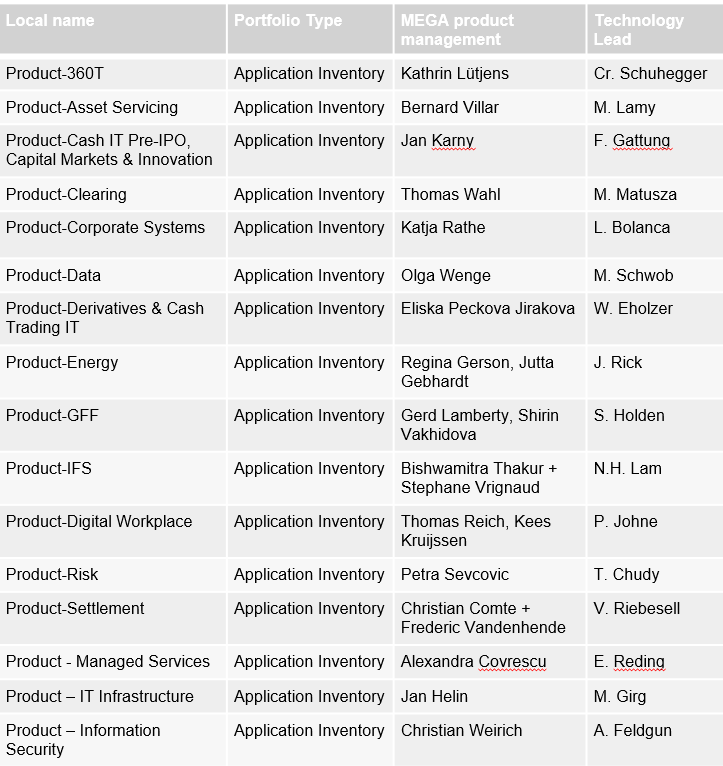 Local name Portfolio Type MEGA product management Technology Lead
Product-360T Application Inventory Kathrin Lütjens Cr. Schuhegger
Product-Asset Servicing Application Inventory Bernard Villar M. Lamy
Product-Cash IT Pre-IPO, Capital Markets & Innovation Application Inventory Jan Karny F. Gattung
Product-Clearing Application Inventory Thomas Wahl M. Matusza
Product-Corporate Systems Application Inventory Katja Rathe L. Bolanca
Product-Data Application Inventory Olga Wenge M. Schwob
Product-Derivatives & Cash Trading IT Application Inventory Eliska Peckova Jirakova W. Eholzer
Product-Energy Application Inventory Regina Gerson, Jutta Gebhardt J. Rick
Product-GFF Application Inventory Gerd Lamberty, Shirin Vakhidova S. Holden
Product-IFS Application Inventory Bishwamitra Thakur + Stephane Vrignaud N.H. Lam
Product-Digital Workplace Application Inventory Thomas Reich, Kees Kruijssen P. Johne
Product-Risk Application Inventory Petra Sevcovic T. Chudy
Product-Settlement Application Inventory Christian Comte + Frederic Vandenhende V. Riebesell
Product - Managed Services Application Inventory Alexandra Covrescu E. Reding
Product – IT Infrastructure Application Inventory Jan Helin M. Girg
Product – Information Security Application Inventory Christian Weirich A. Feldgun